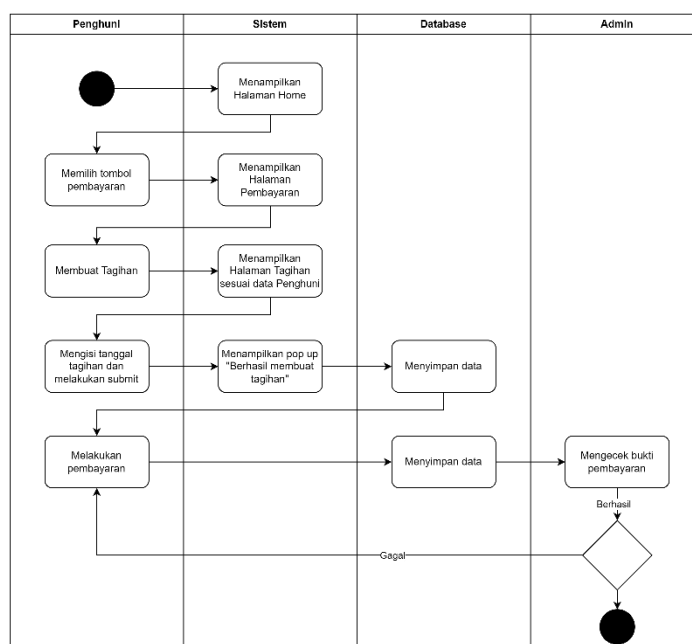 Penghuni
Sistem
Database
Admin
Menampilkan
Halaman Home
Memilih tombol
pembayaran
Menampilkan
Halaman
Pembayaran
Membuat Tagihan
Menampilkan
Halaman Tagihan
sesuai data Penghuni
Mengisi tanggal
tagihan dan
melakukan submit
Menampilkan pop up
"Berhasil membuat
tagihan"
Menyimpan data
Melakukan
pembayaran
Menyimpan data
Mengecek bukti
pembayaran
Berhasil
Gagal